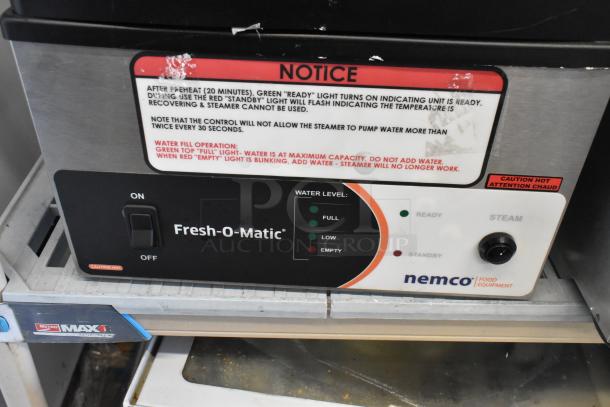 NOTICE
AFTER PREHEAT (20 MINUTES), GREEN "READY" LIGHT TURNS ON INDICATING UNIT IS READY.
DURING USE THE RED "STANDBY" LIGHT WILL FLASH INDICATING THE TEMPERATURE IS
RECOVERING & STEAMER CANNOT BE USED.
NOTE THAT THE CONTROL WILL NOT ALLOW THE STEAMER TO PUMP WATER MORE THAN
TWICE EVERY 30 SECONDS.
WATER FILL OPERATION:
GREEN TOP "FULL" LIGHT- WATER IS AT MAXIMUM CAPACITY, DO NOT ADD WATER.
WHEN RED "EMPTY" LIGHT IS BLINKING, ADD WATER - STEAMER WILL NO LONGER WORK.
CAUTION HOT
ATTENTION CHAUD
ON
OFF
Fresh-O-Matic
WATER LEVEL:
FULL
LOW
EMPTY
READY
STANDBY
STEAM
nemco
FOOD
EQUIPMENT
PCI
AUCTION GROUP
MAX